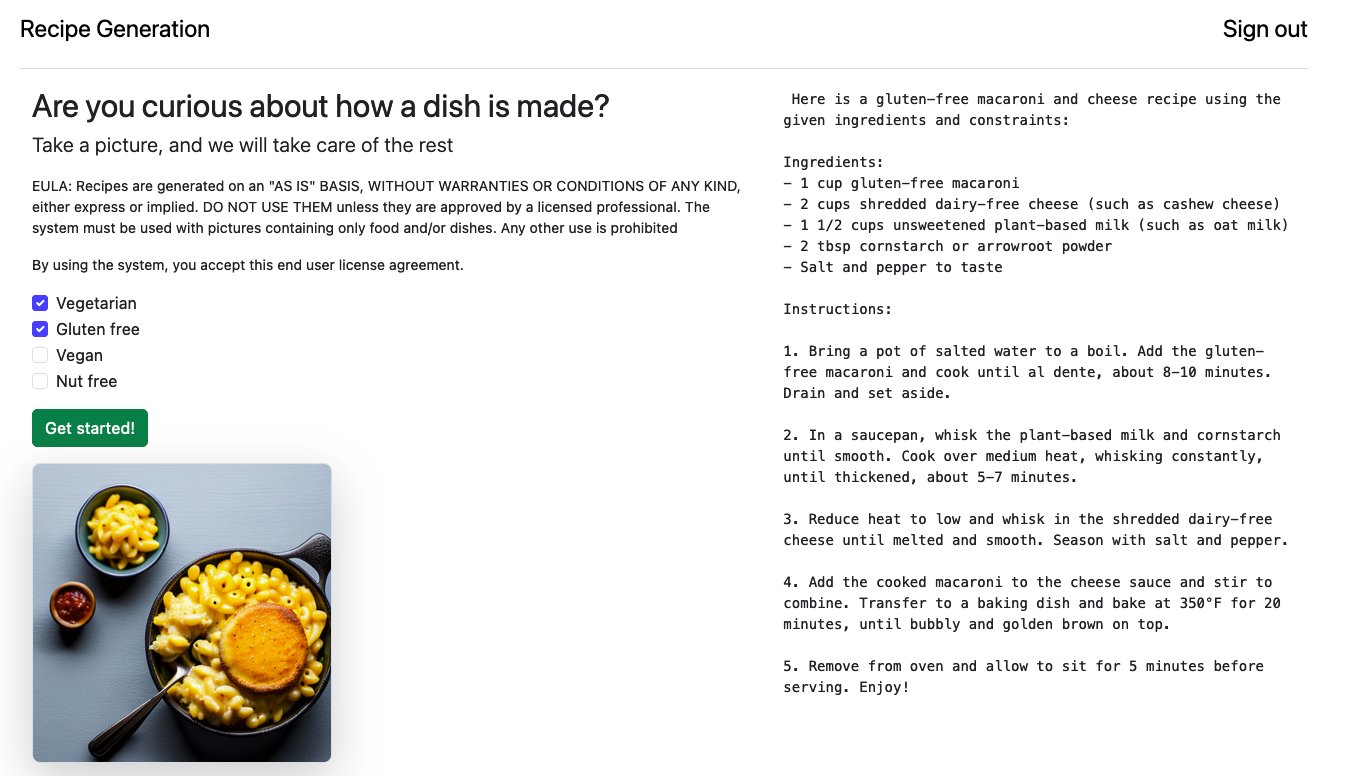 Recipe Generation
Sign out
Are you curious about how a dish is made?
Take a picture, and we will take care of the rest
EULA: Recipes are generated on an "AS IS" BASIS, WITHOUT WARRANTIES OR CONDITIONS OF ANY KIND,
either express or implied. DO NOT USE THEM unless they are approved by a licensed professional. The
system must be used with pictures containing only food and/or dishes. Any other use is prohibited
By using the system, you accept this end user license agreement.
Vegetarian
Gluten free
Vegan
Nut free
Get started!
Here is a gluten-free macaroni and cheese recipe using the
given ingredients and constraints:
Ingredients:
- 1 cup gluten-free macaroni
- 2 cups shredded dairy-free cheese (such as cashew cheese)
- 1 1/2 cups unsweetened plant-based milk (such as oat milk)
- 2 tbsp cornstarch or arrowroot powder
- Salt and pepper to taste
Instructions:
1. Bring a pot of salted water to a boil. Add the gluten-
free macaroni and cook until al dente, about 8-10 minutes.
Drain and set aside.
2. In a saucepan, whisk the plant-based milk and cornstarch
until smooth. Cook over medium heat, whisking constantly,
until thickened, about 5-7 minutes.
3. Reduce heat to low and whisk in the shredded dairy-free
cheese until melted and smooth. Season with salt and pepper.
4. Add the cooked macaroni to the cheese sauce and stir to
combine. Transfer to a baking dish and bake at 350°F for 20
minutes, until bubbly and golden brown on top.
5. Remove from oven and allow to sit for 5 minutes before
serving. Enjoy!